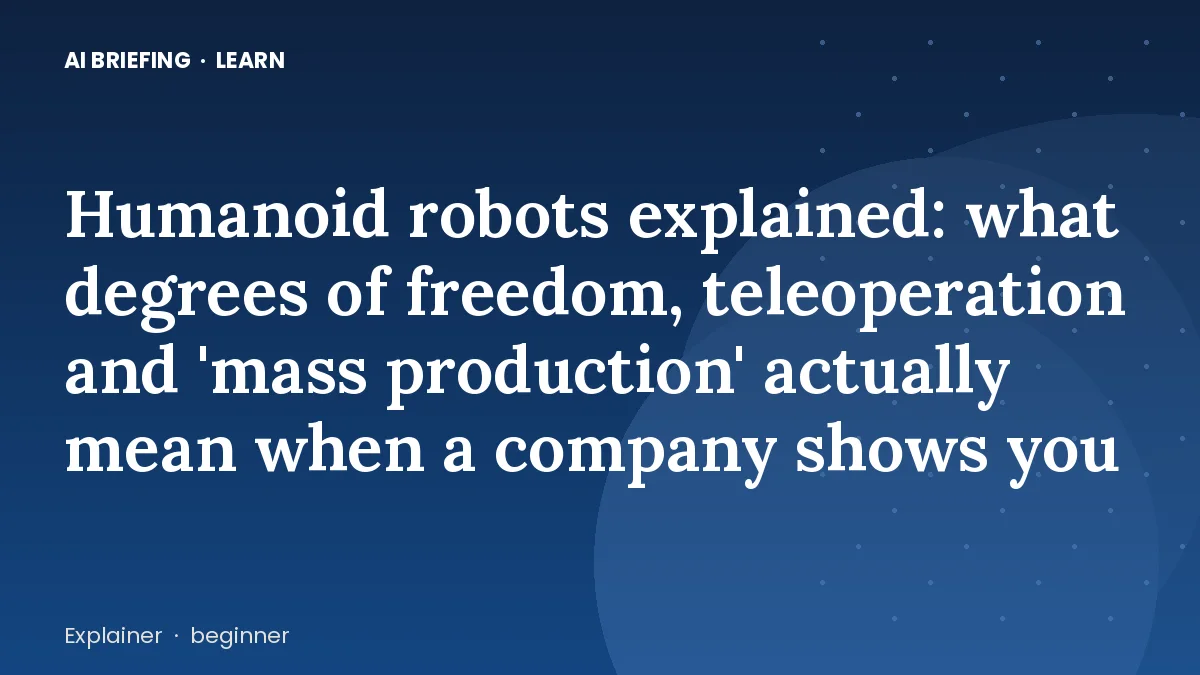 AI BRIEFING · LEARN
Humanoid robots explained: what
degrees of freedom, teleoperation
and 'mass production' actually
mean when a company shows you
Explainer · beginner